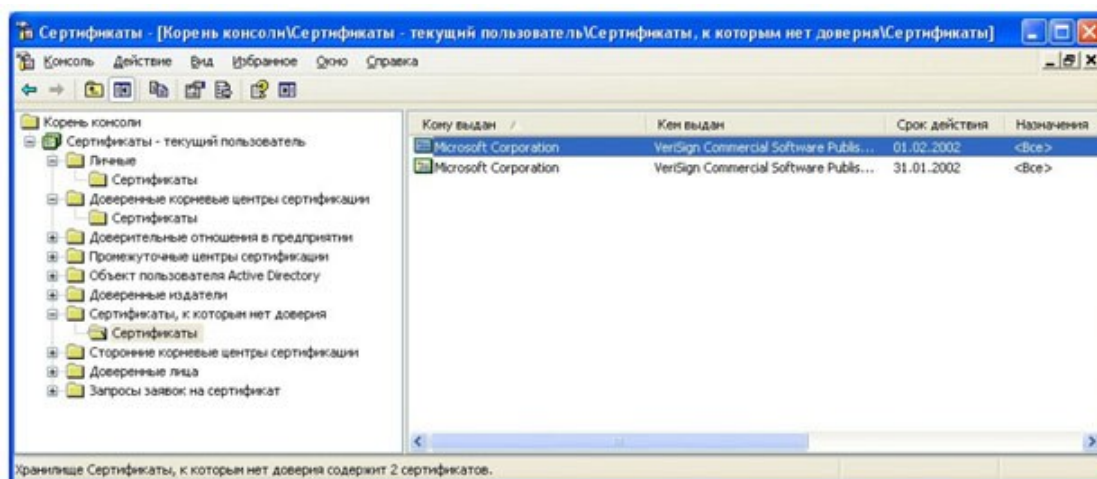 Сертификаты - [Корень консоли\Сертификаты - текущий пользователь\Сертификаты, к которым нет доверия\Сертификаты]
Консоль Действие Вид Избранное Окно Справка
Корень консоли
Сертификаты - текущий пользователь
Личные
Сертификаты
Доверенные корневые центры сертификации
Сертификаты
Доверительные отношения в предприятии
Промежуточные центры сертификации
Объект пользователя Active Directory
Доверенные издатели
Сертификаты, к которым нет доверия
Сертификаты
Сторонние корневые центры сертификации
Доверенные лица
Запросы заявок на сертификат
Кому выдан Кем выдан Срок действия Назначения
Microsoft Corporation VeriSign Commercial Software Publis... 01.02.2002 <Все>
Microsoft Corporation VeriSign Commercial Software Publis... 31.01.2002 <Все>
Хранилище Сертификаты, к которым нет доверия содержит 2 сертификатов.